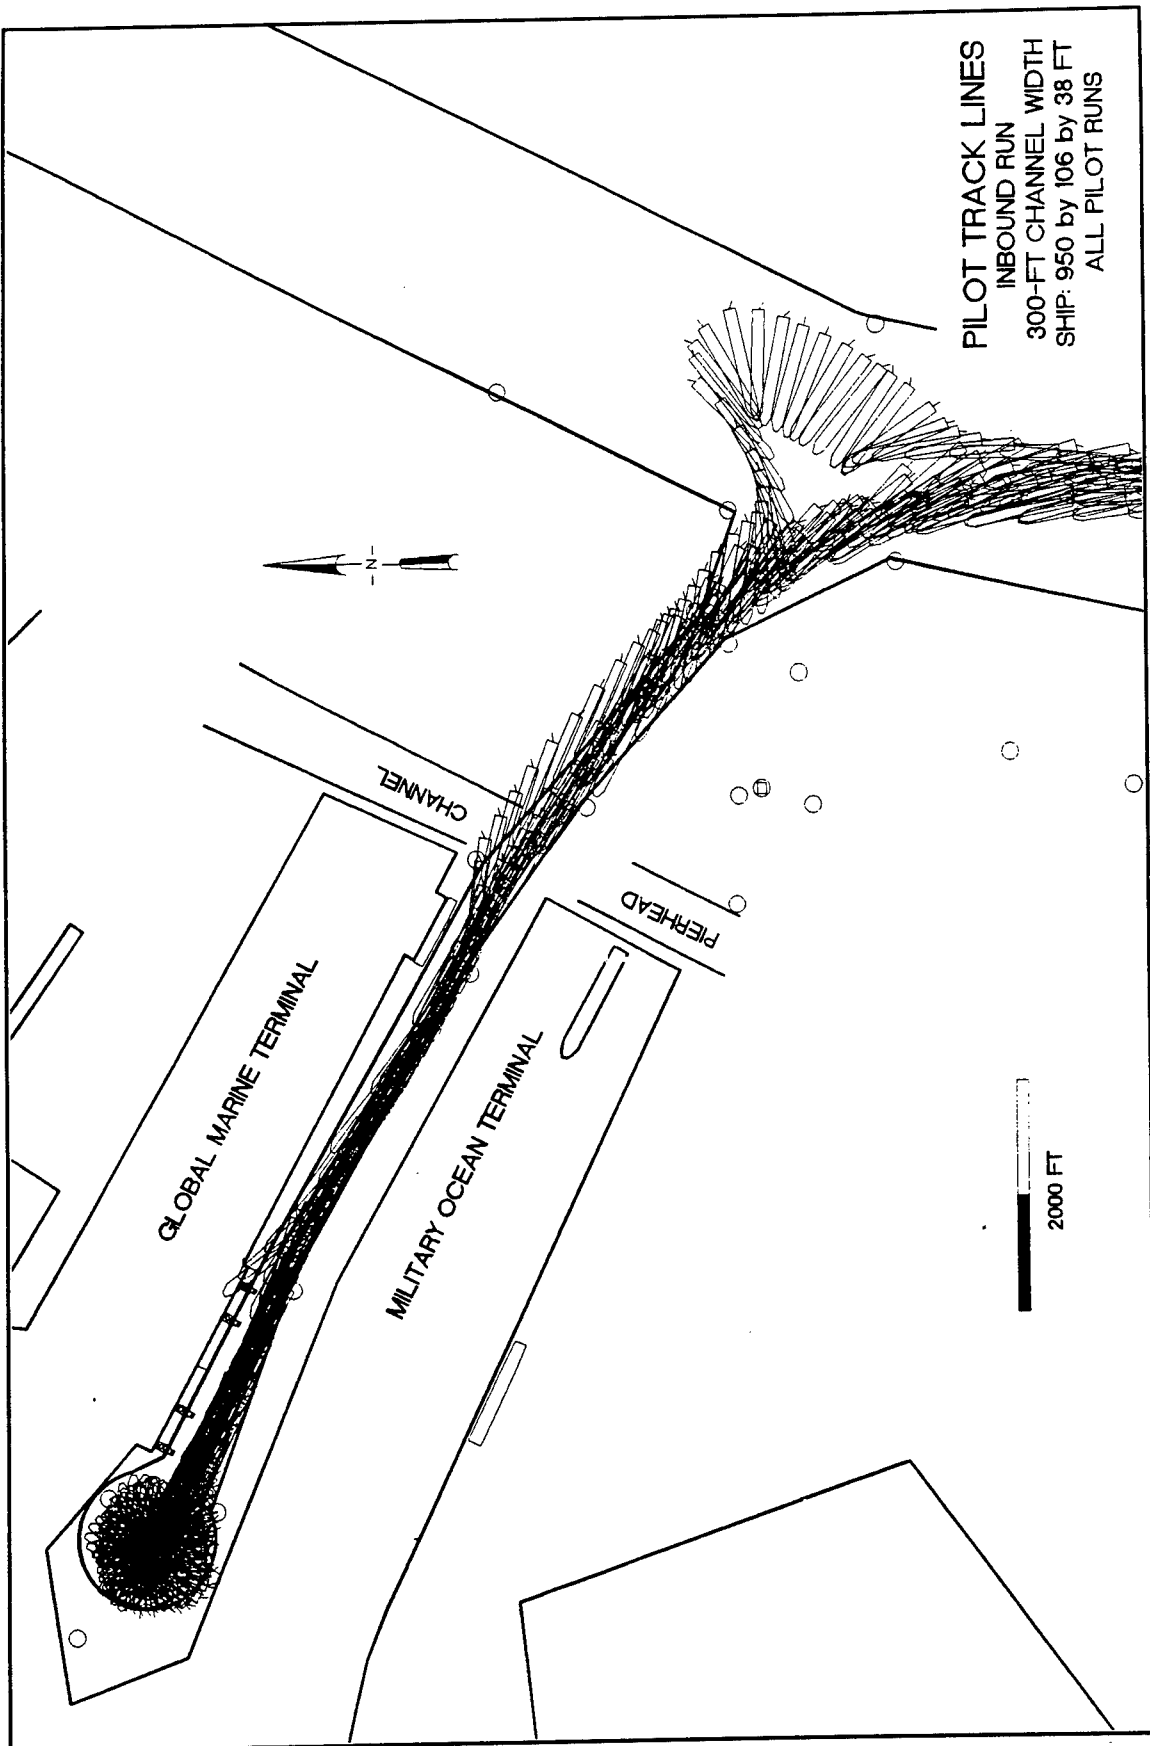 PILOT TRACK LINES
INBOUND RUN
300-FT CHANNEL WIDTH
SHIP: 950 by 106 by 38 FT
ALL PILOT RUNS
N
CHANNEL
PIERHEAD
GLOBAL MARINE TERMINAL
MILITARY OCEAN TERMINAL
2000 FT